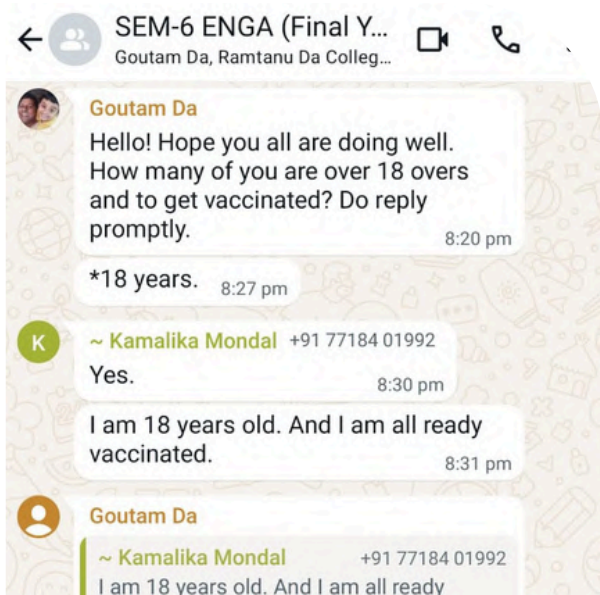 SEM-6 ENGA (Final Y...
Goutam Da, Ramtanu Da Colleg...
Goutam Da
Hello! Hope you all are doing well.
How many of you are over 18 overs
and to get vaccinated? Do reply
promptly.
8:20 pm
*18 years.
8:27 pm
K
~ Kamalika Mondal +91 77184 01992
Yes.
8:30 pm
I am 18 years old. And I am all ready
vaccinated.
8:31 pm
Goutam Da
~ Kamalika Mondal +91 77184 01992
I am 18 years old. And I am all ready